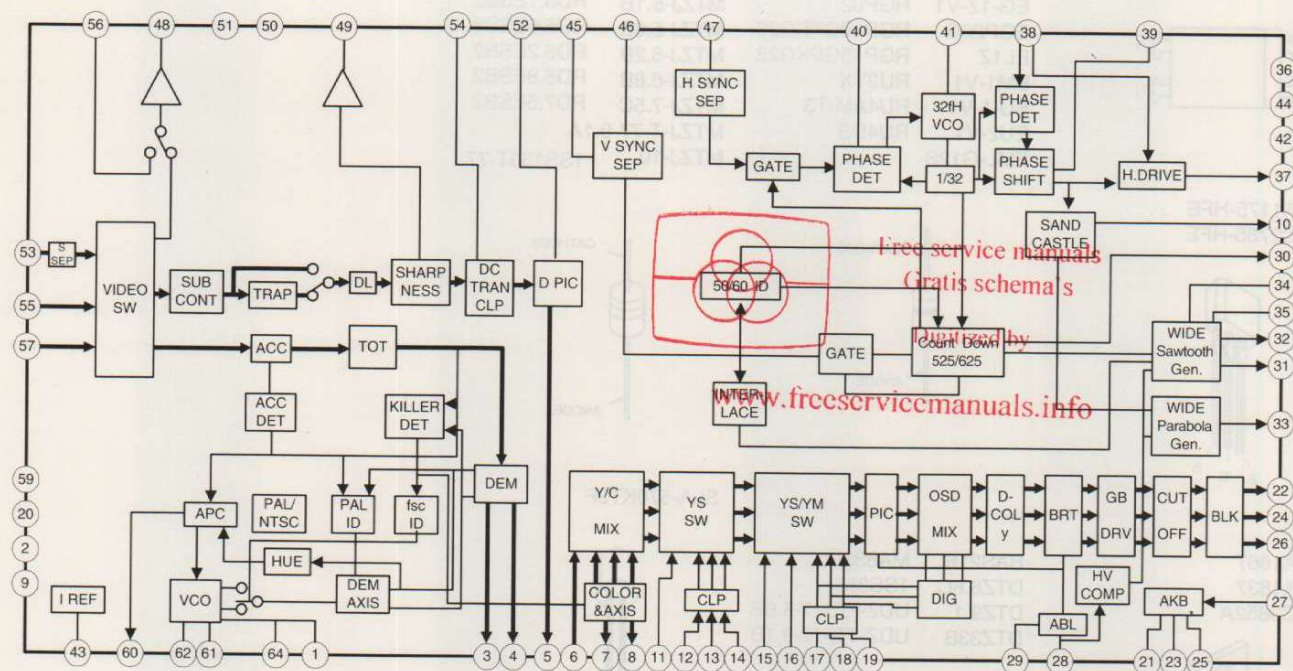 56 48 51 50 49 54 52 45 46 47 40 41 38 39
36
44
42
37
10
30
34
35
32
31
33
22
24
26
27
53
55
57
59
20
2
9
H SYNC
SEP
V SYNC
SEP
GATE
PHASE
DET
32fH
VCO
1/32
PHASE
DET
PHASE
SHIFT
H.DRIVE
SAND
CASTLE
S
SEP
VIDEO
SW
SUB
CONT
TRAP
DL
SHARP
NESS
DC
TRAN
CLP
D PIC
50/60 ID
GATE
Count Down
525/625
INTER-
LACE
WIDE
Sawtooth
Gen.
WIDE
Parabola
Gen.
Free service manuals
Gratis schema's
Digitized by
www.freeservicemanuals.info
ACC
TOT
ACC
DET
KILLER
DET
DEM
APC
PAL/
NTSC
PAL
ID
fsc
ID
HUE
DEM
AXIS
VCO
I REF
Y/C
MIX
YS
SW
YS/YM
SW
PIC
OSD
MIX
D-
COL
y
BRT
GB
DRV
CUT
OFF
BLK
COLOR
&AXIS
CLP
DIG
CLP
HV
COMP
ABL
AKB
43 60 62 61 64 1 3 4 5 6 7 8 11 12 13 14 15 16 17 18 19 29 28 21 23 25